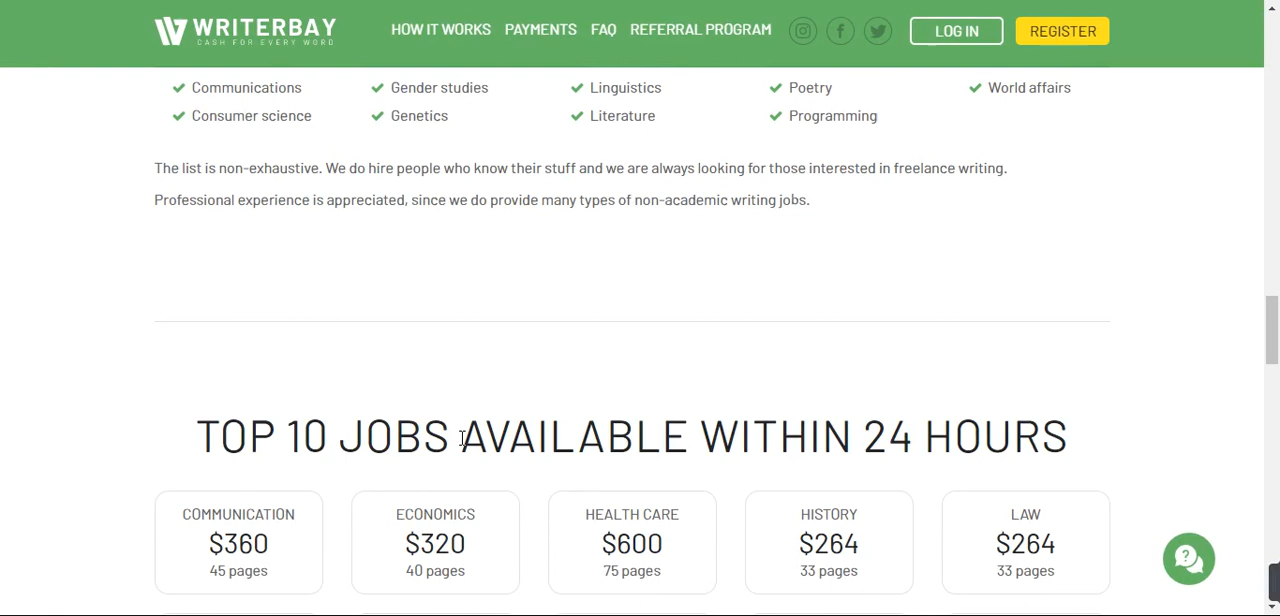 WRITERBAY
CASH FOR EVERY WORD
HOW IT WORKS PAYMENTS FAQ REFERRAL PROGRAM LOG IN REGISTER
Communications Gender studies Linguistics Poetry World affairs
Consumer science Genetics Literature Programming
The list is non-exhaustive. We do hire people who know their stuff and we are always looking for those interested in freelance writing.
Professional experience is appreciated, since we do provide many types of non-academic writing jobs.
TOP 10 JOBS AVAILABLE WITHIN 24 HOURS
COMMUNICATION ECONOMICS HEALTH CARE HISTORY LAW
$360 $320 $600 $264 $264
45 pages 40 pages 75 pages 33 pages 33 pages